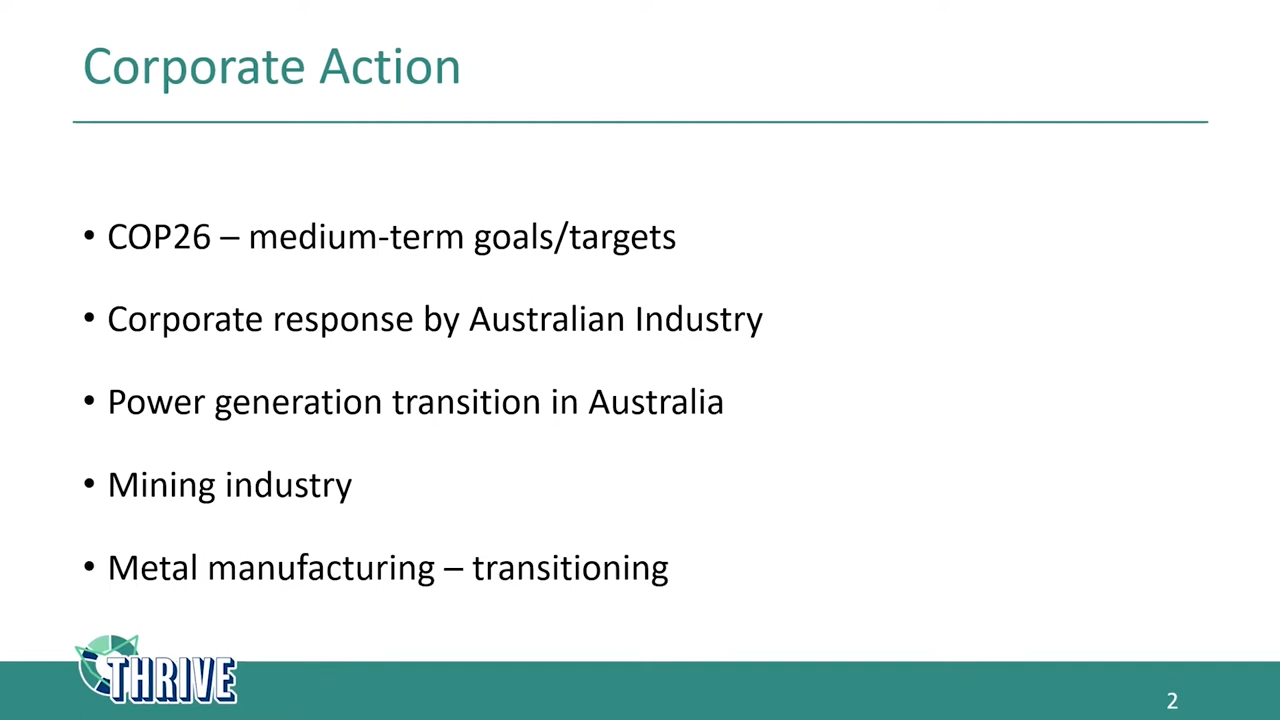 Corporate Action
• COP26 – medium-term goals/targets
• Corporate response by Australian Industry
• Power generation transition in Australia
• Mining industry
• Metal manufacturing – transitioning
THRIVE
2